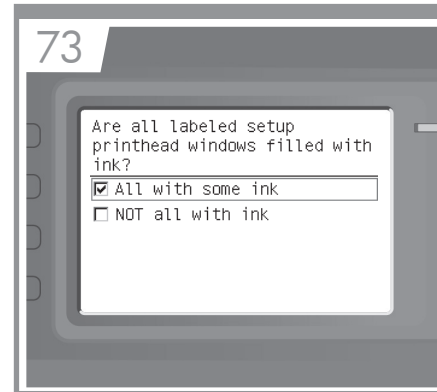 73
Are all labeled setup
printhead windows filled with
ink?
All with some ink
NOT all with ink